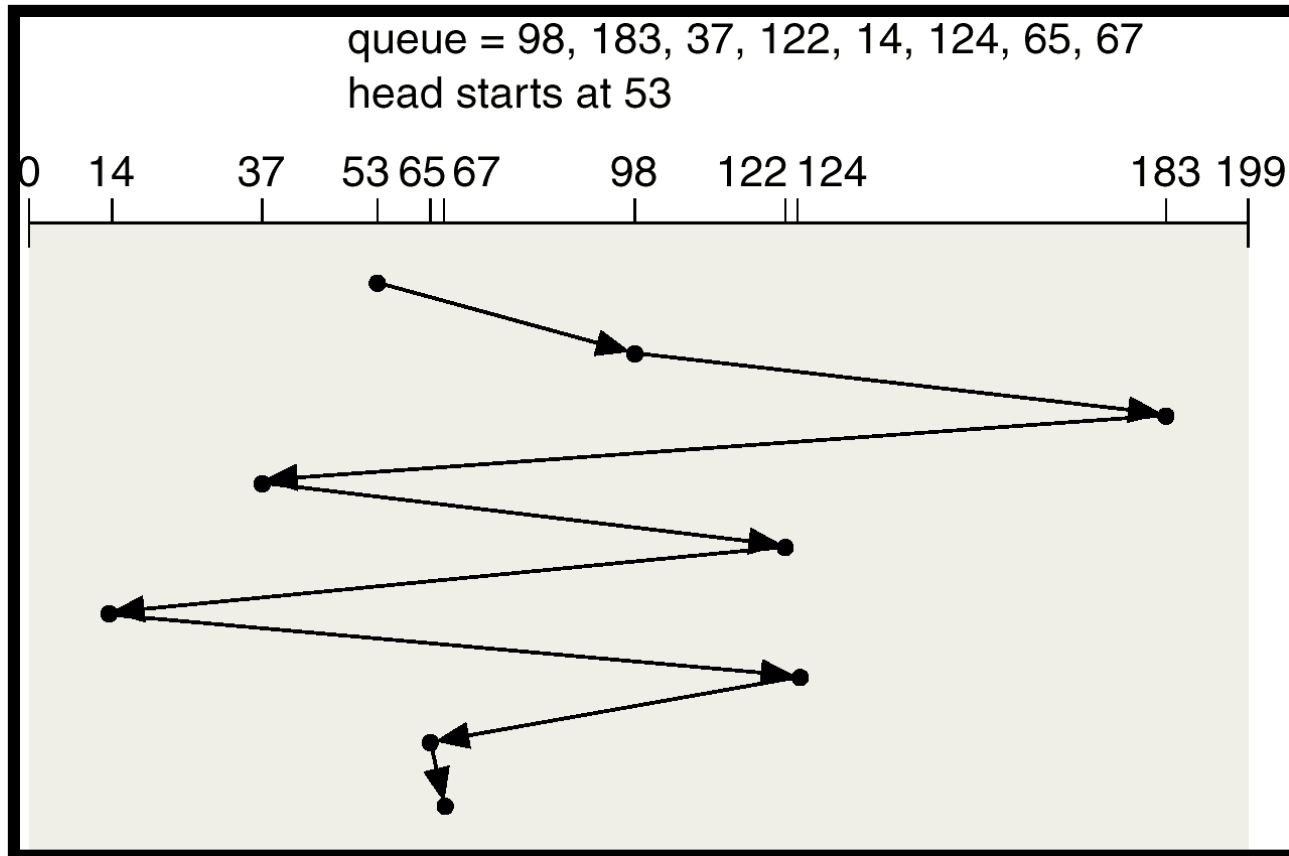 queue = 98, 183, 37, 122, 14, 124, 65, 67
head starts at 53
0 14 37 53 65 67 98 122 124 183 199